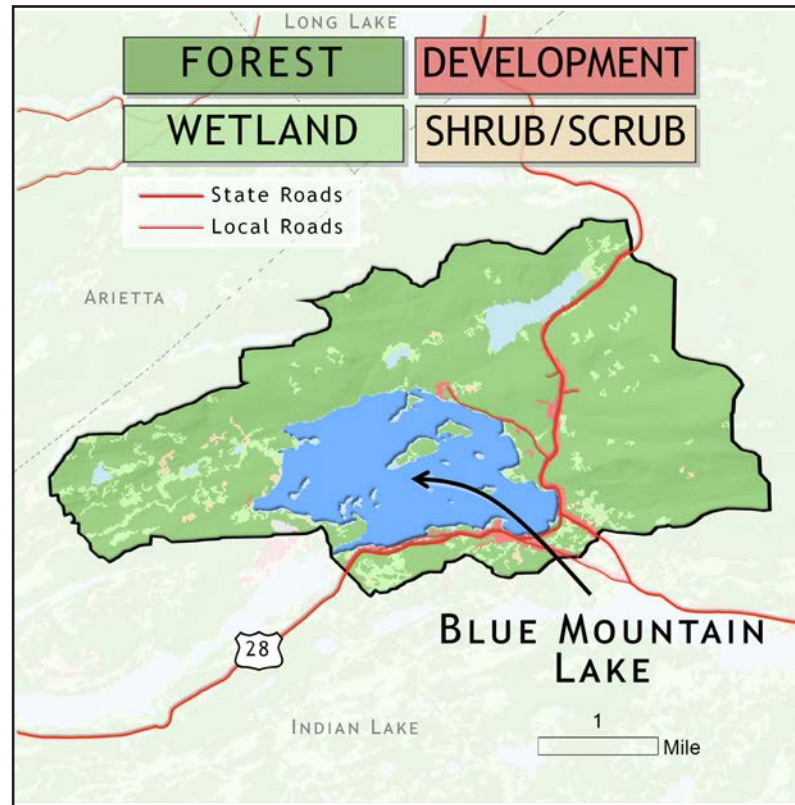 LONG LAKE
FOREST
DEVELOPMENT
WETLAND
SHRUB/SCRUB
State Roads
Local Roads
ARIETTA
28
BLUE MOUNTAIN
LAKE
INDIAN LAKE
1
Mile